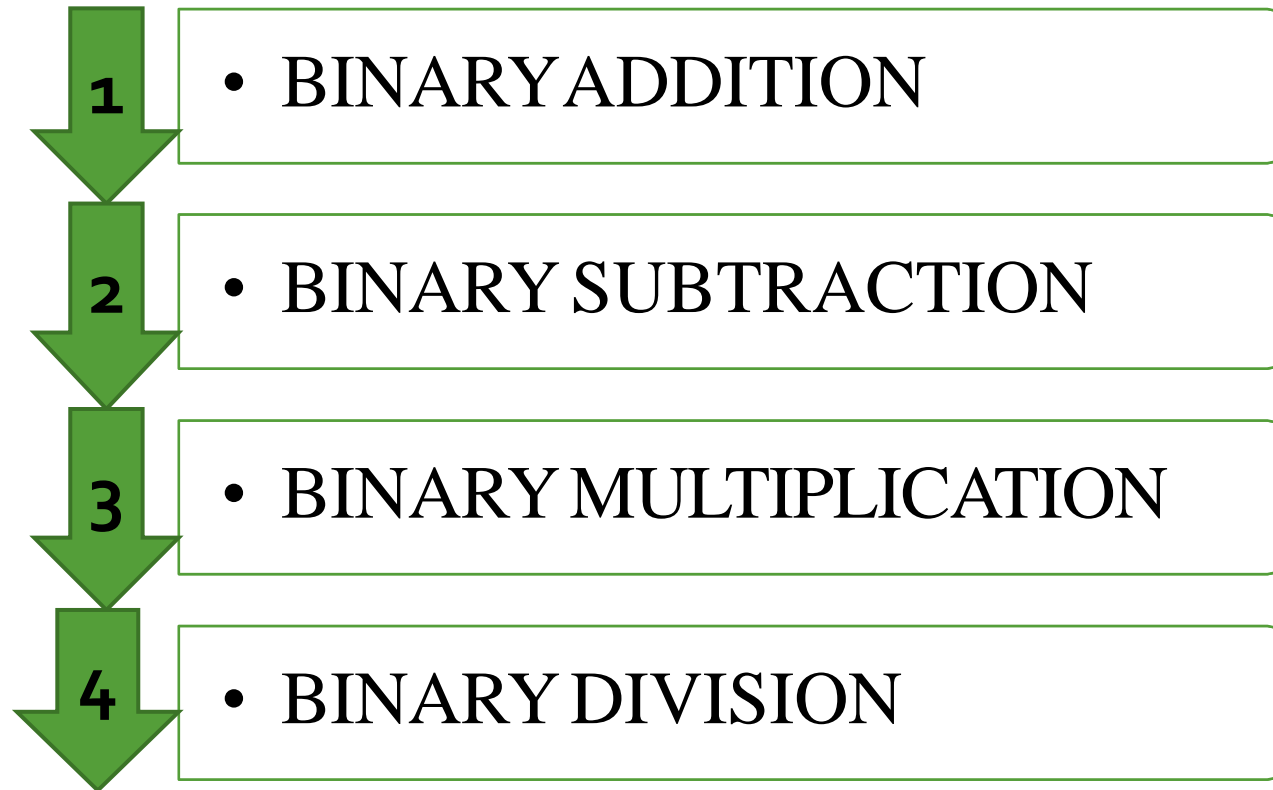 1
• BINARY ADDITION
2
• BINARY SUBTRACTION
3
• BINARY MULTIPLICATION
4
• BINARY DIVISION